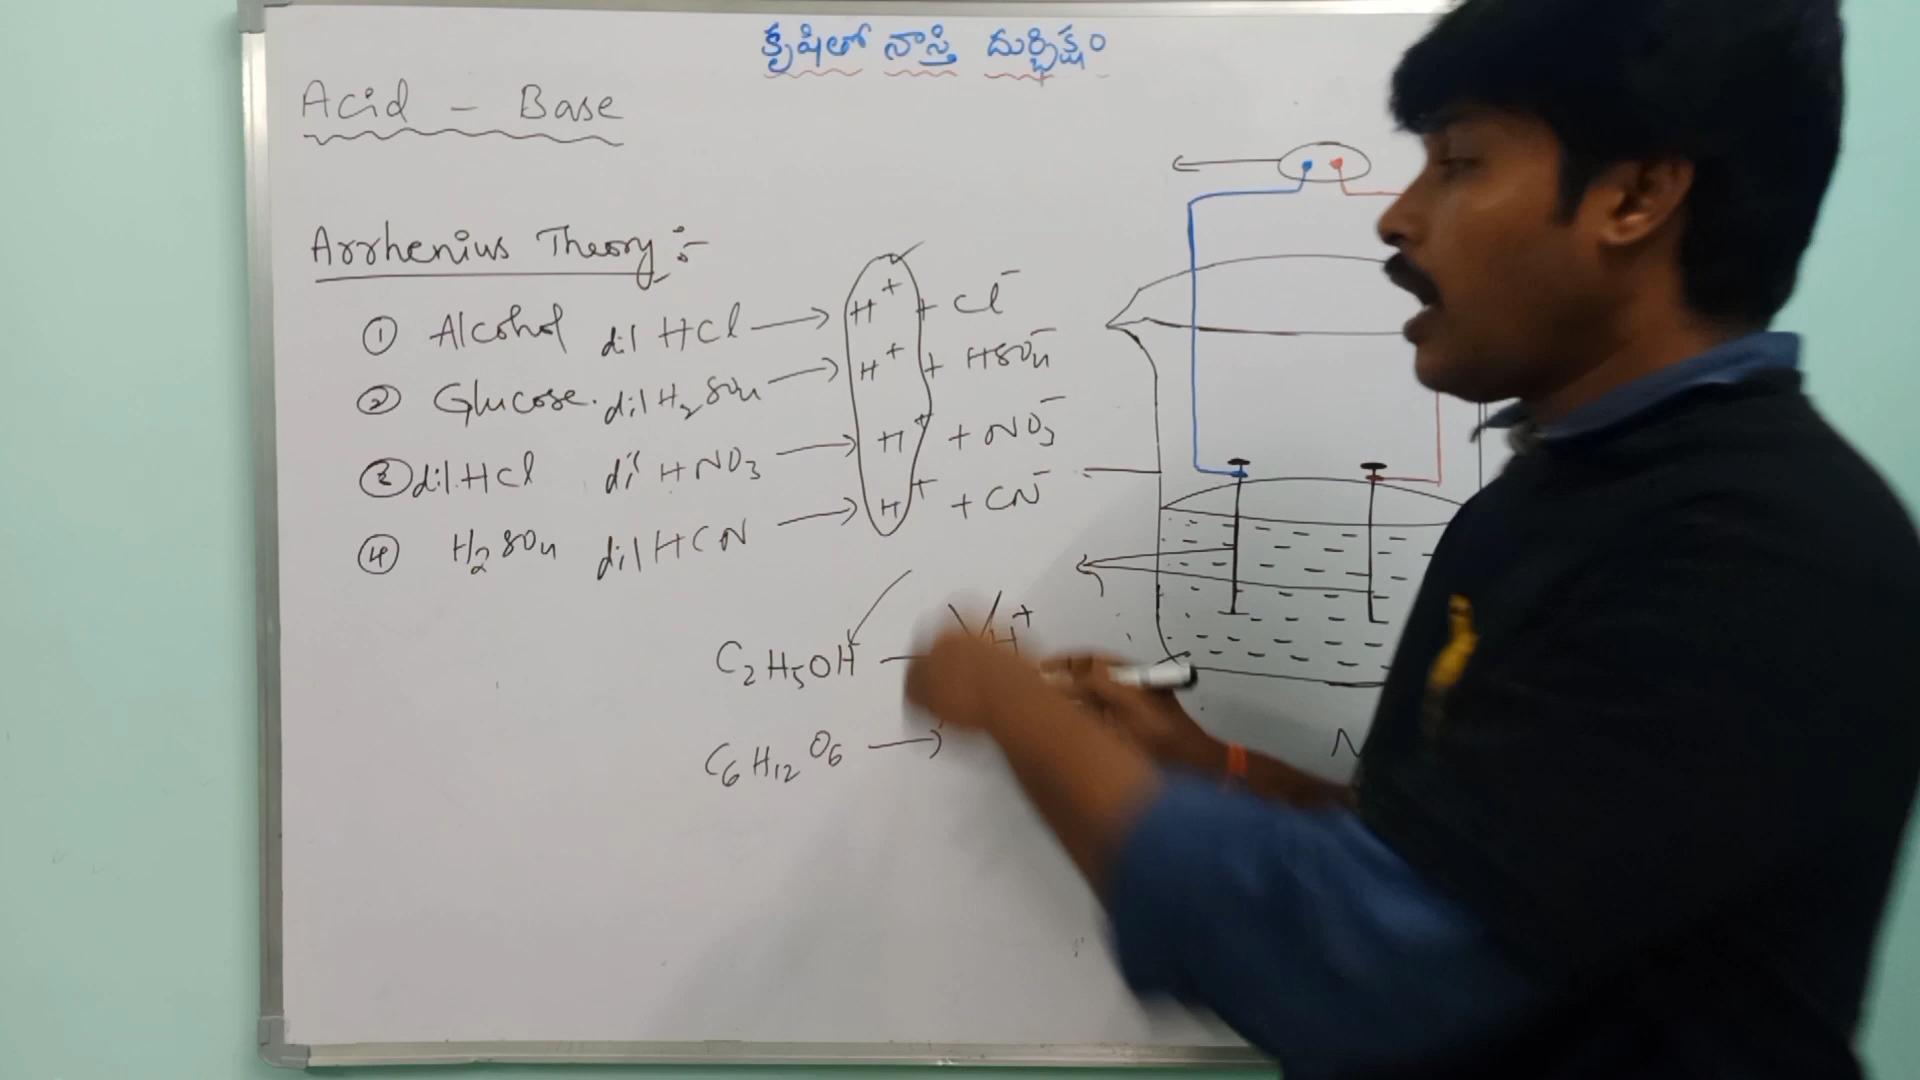 కృషితో నాస్తి దుర్భిక్షం
Acid - Base
Arrhenius Theory :-
① Alcohol dil HCl → H⁺ + Cl⁻
② Glucose. dil H₂SO₄ → H⁺ + HSO₄⁻
③ dil.HCl dil HNO₃ → H⁺ + NO₃⁻
④ H₂SO₄ dil HCN → H⁺ + CN⁻
C₂H₅OH → H⁺
C₆H₁₂O₆ →
N